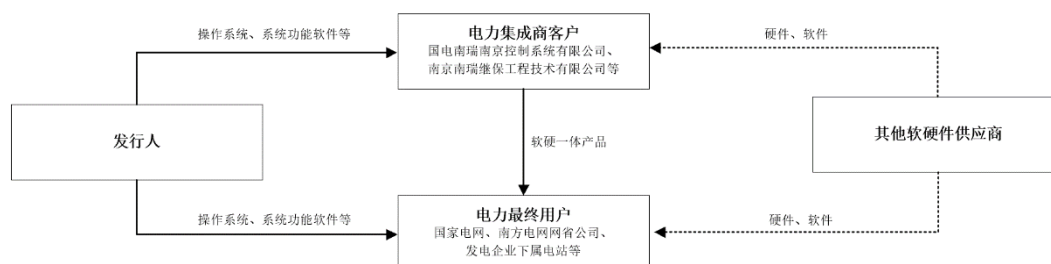 操作系统、系统功能软件等
电力集成商客户
国电南瑞南京控制系统有限公司、
南京南瑞继保工程技术有限公司等
硬件、软件
发行人
软硬一体产品
其他软硬件供应商
操作系统、系统功能软件等
电力最终用户
国家电网、南方电网网省公司、
发电企业下属电站等
硬件、软件